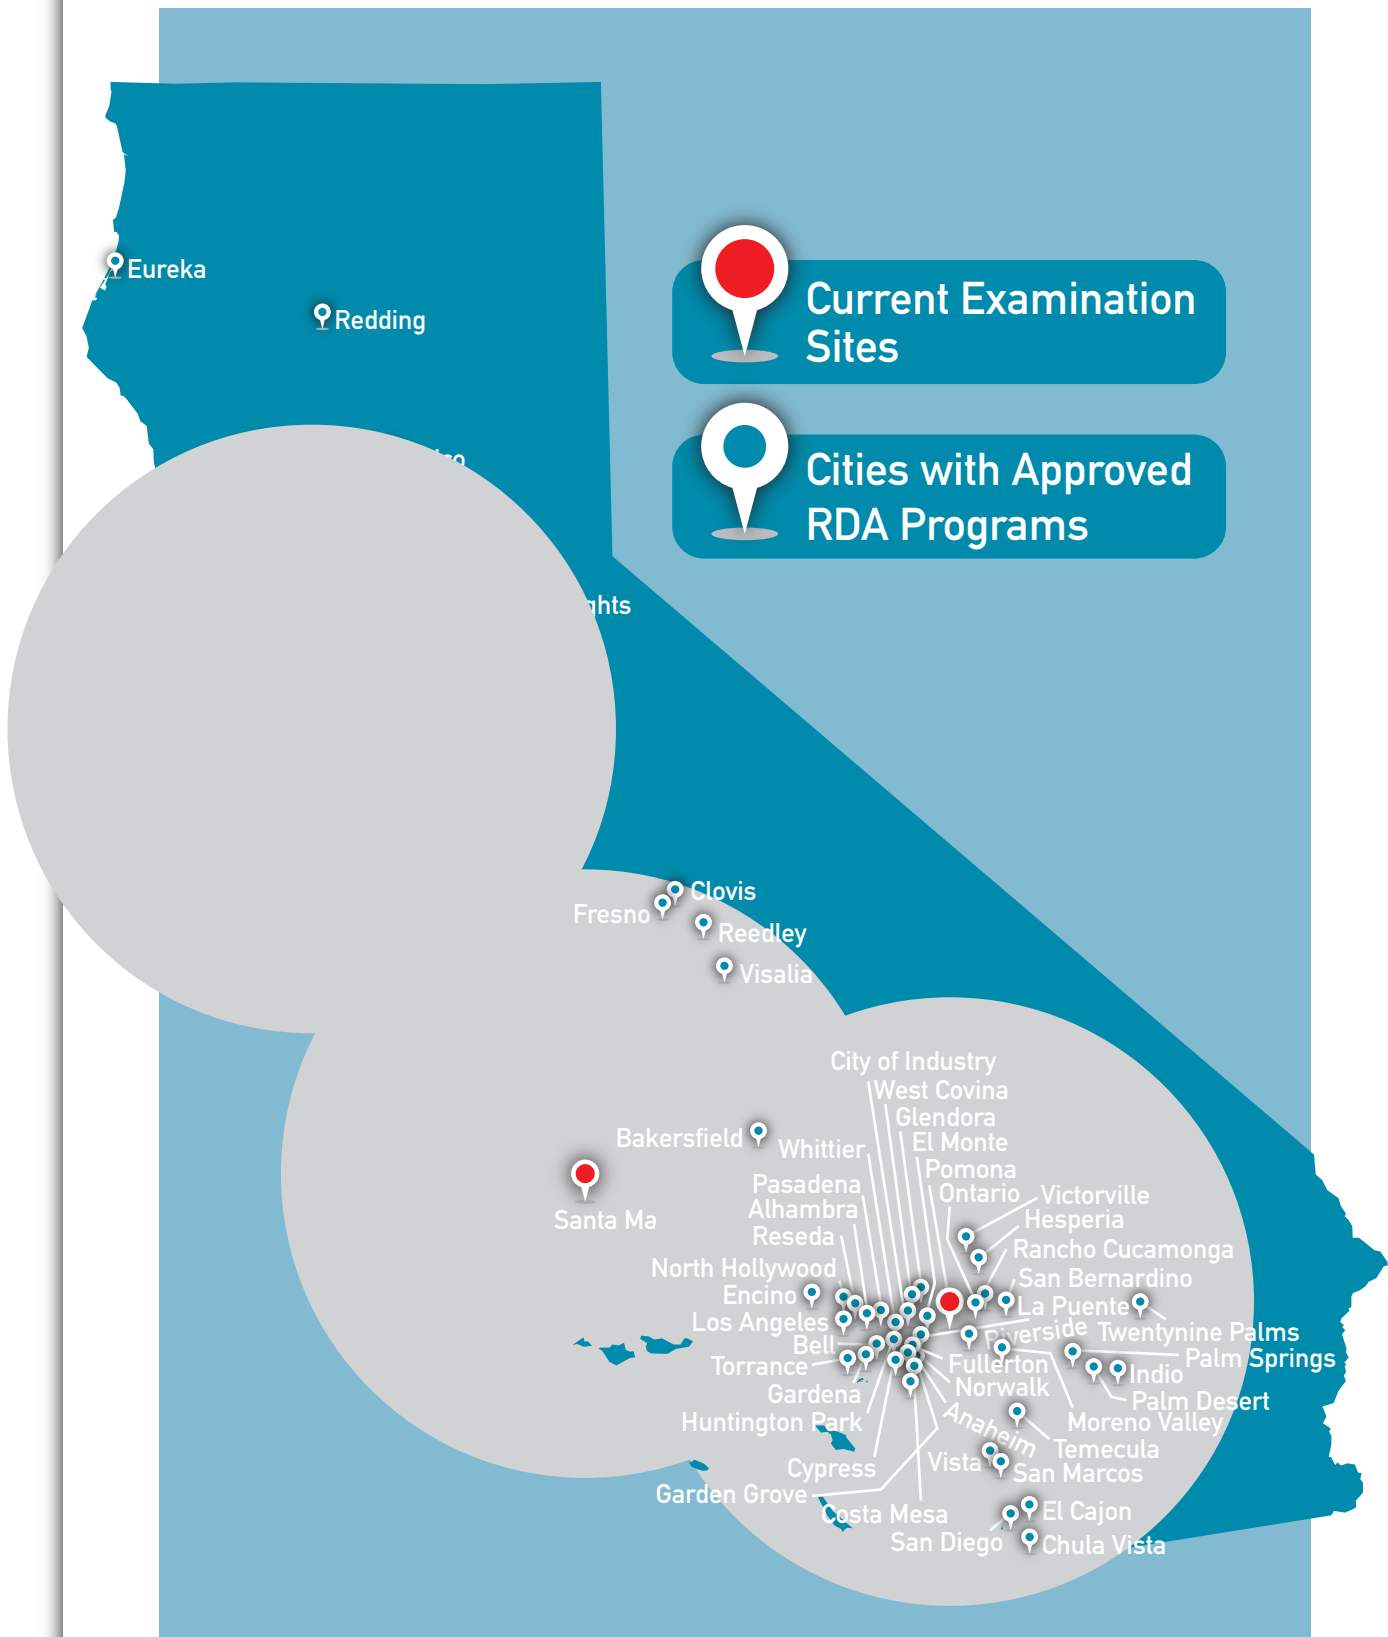 Eureka
Redding
Current Examination
Sites
Cities with Approved
RDA Programs
ghts
Clovis
Fresno
Reedley
Visalia
City of Industry
West Covina
Glendora
Bakersfield
Whittier
El Monte
Pomona
Pasadena
Ontario
Victorville
Alhambra
Hesperia
Santa Ma
Reseda
Rancho Cucamonga
North Hollywood
San Bernardino
Encino
La Puente
Los Angeles
Riverside
Twentynine Palms
Bell
Palm Springs
Torrance
Fullerton
Indio
Gardena
Norwalk
Palm Desert
Huntington Park
Anaheim
Moreno Valley
Temecula
Cypress
Vista
San Marcos
Garden Grove
Costa Mesa
El Cajon
San Diego
Chula Vista